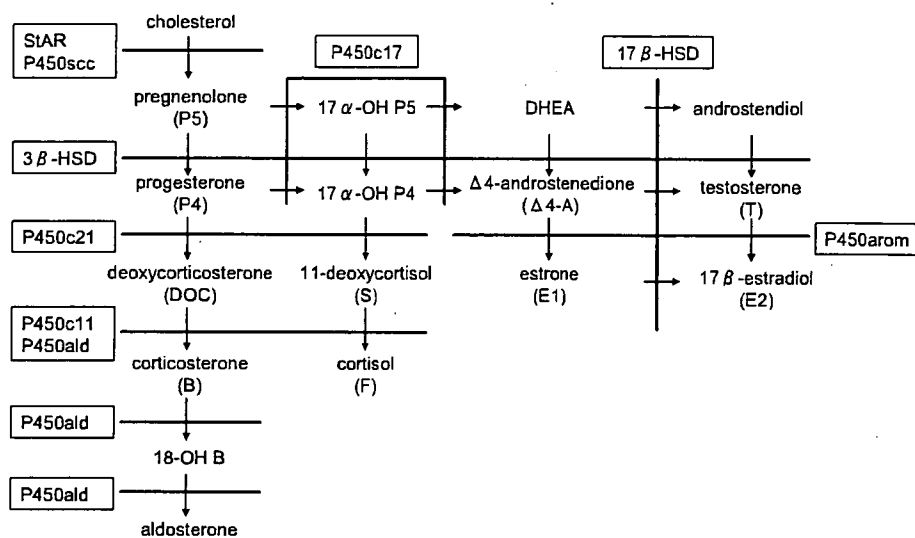 cholesterol
StAR
P450scc
P450c17
17β-HSD
pregnenolone
(P5)
17α-OH P5
DHEA
androstendiol
3β-HSD
progesterone
(P4)
17α-OH P4
Δ4-androstenedione
(Δ4-A)
testosterone
(T)
P450c21
P450arom
deoxycorticosterone
(DOC)
11-deoxycortisol
(S)
estrone
(E1)
17β-estradiol
(E2)
P450c11
P450ald
corticosterone
(B)
cortisol
(F)
P450ald
18-OH B
P450ald
aldosterone